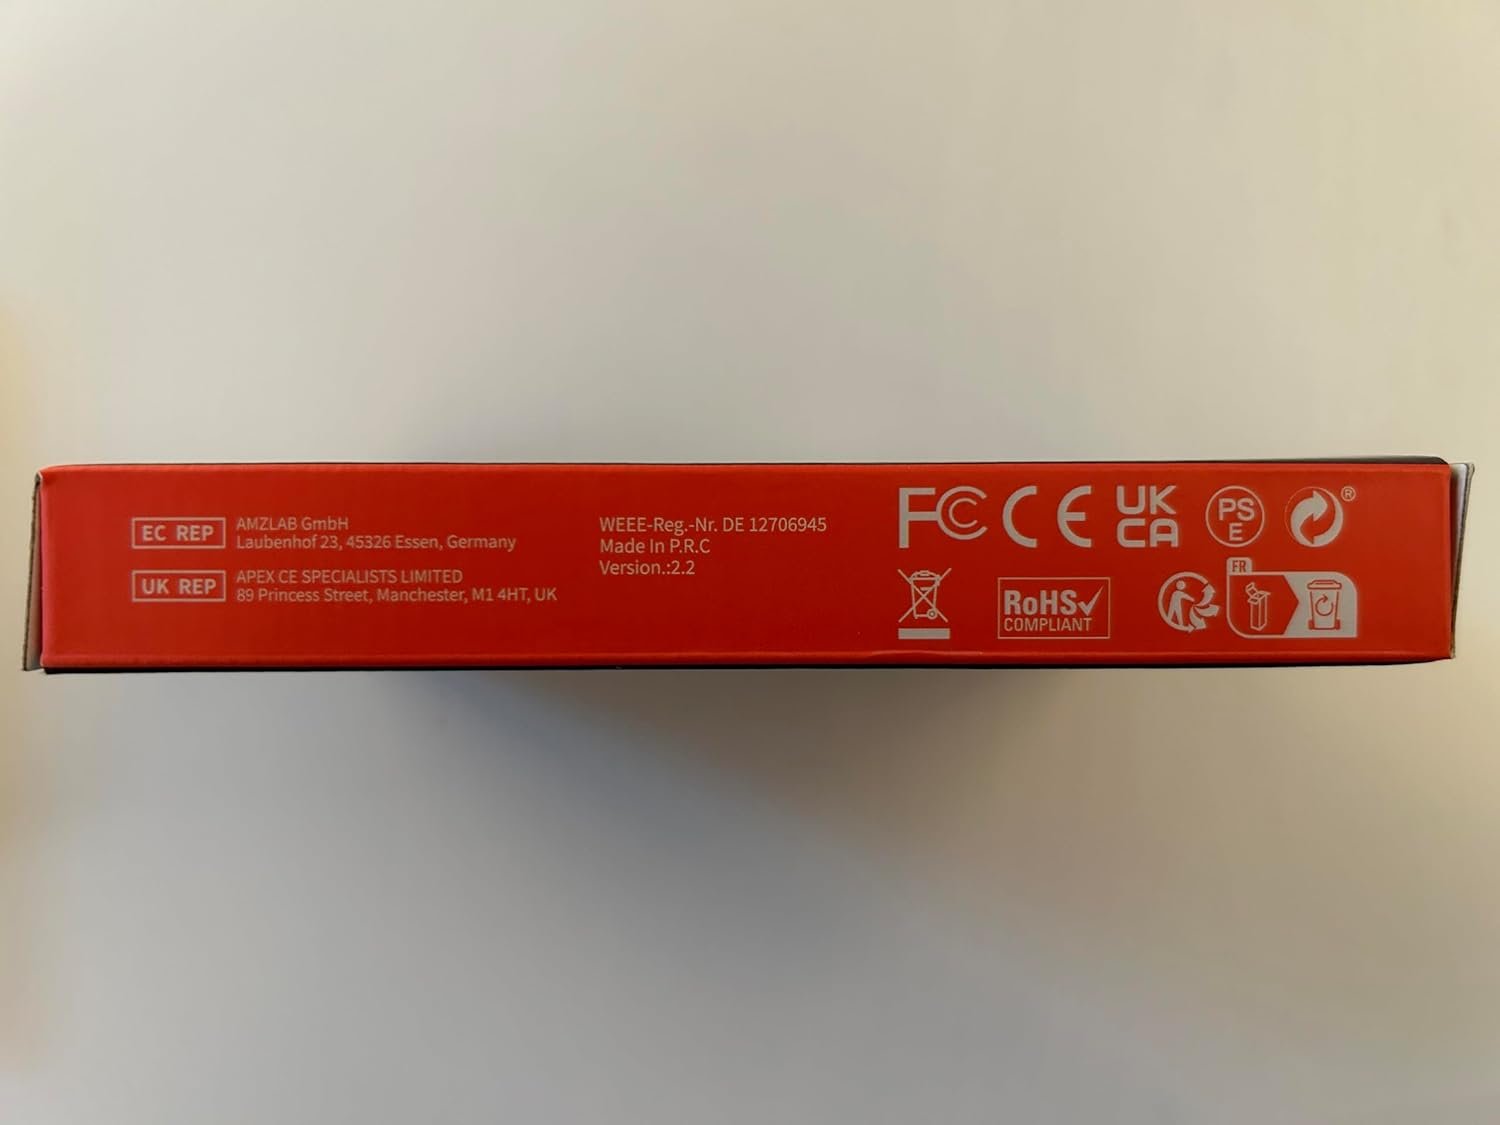 EC REP
AMZLAB GmbH
Laubenhof 23, 45326 Essen, Germany
UK REP
APEX CE SPECIALISTS LIMITED
89 Princess Street, Manchester, M1 4HT, UK
WEEE-Reg.-Nr. DE 12706945
Made In P.R.C
Version.:2.2
FC CE UK
CA
PS
E
®
RoHS
COMPLIANT
FR